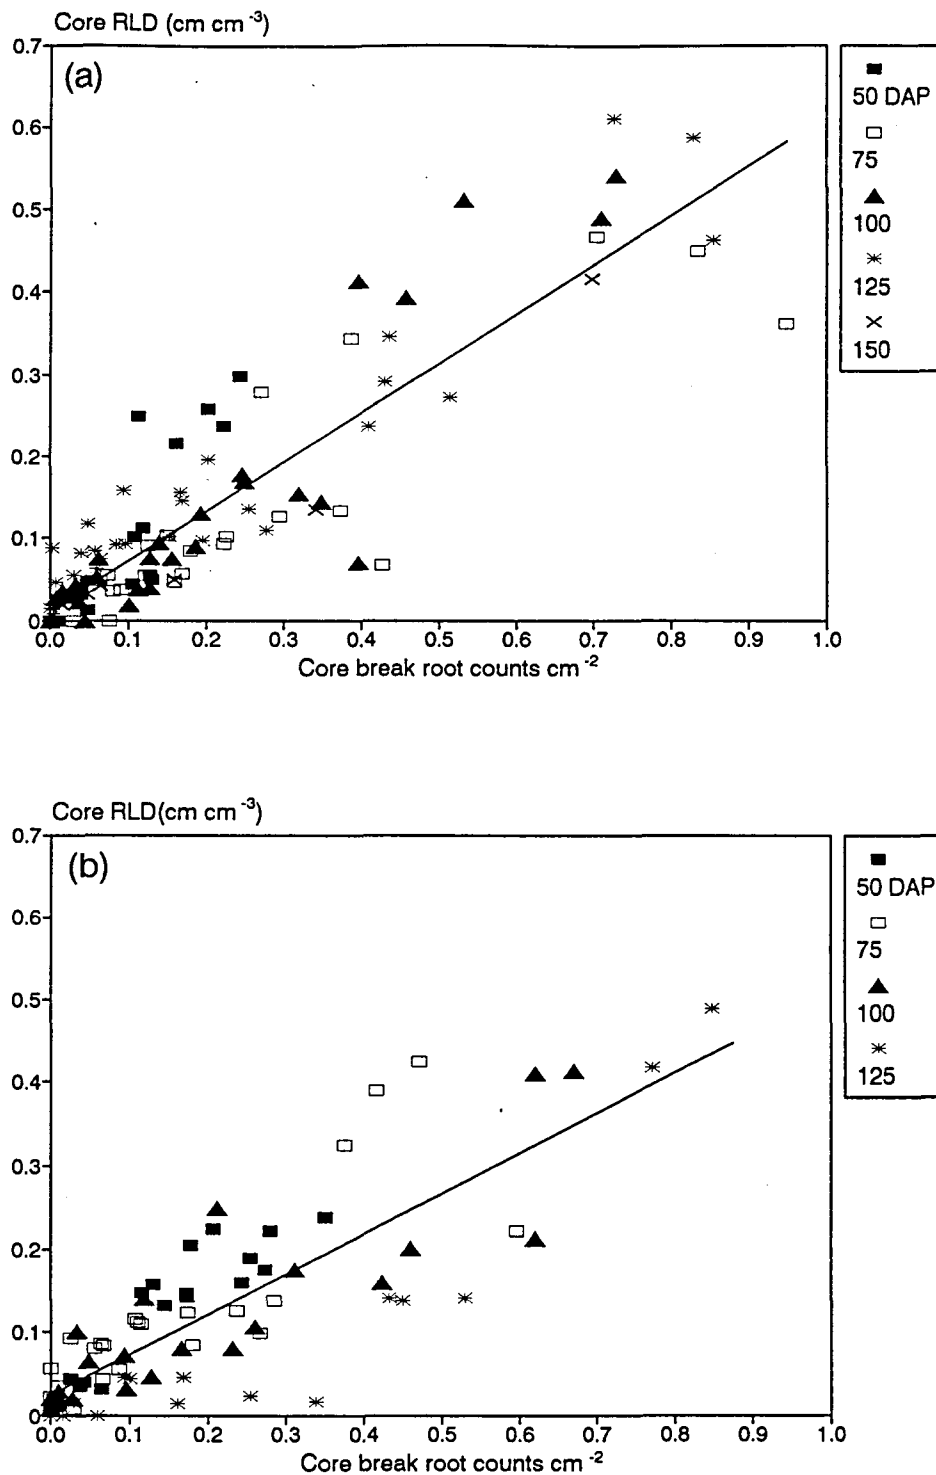 Core RLD (cm cm -3)
(a)
0.7
0.6
0.5
0.4
0.3
0.2
0.1
0
0.0 0.1 0.2 0.3 0.4 0.5 0.6 0.7 0.8 0.9 1.0
Core break root counts cm -2
50 DAP
75
100
125
150
Core RLD(cm cm -3)
(b)
0.7
0.6
0.5
0.4
0.3
0.2
0.1
0
0.0 0.1 0.2 0.3 0.4 0.5 0.6 0.7 0.8 0.9 1.0
Core break root counts cm -2
50 DAP
75
100
125